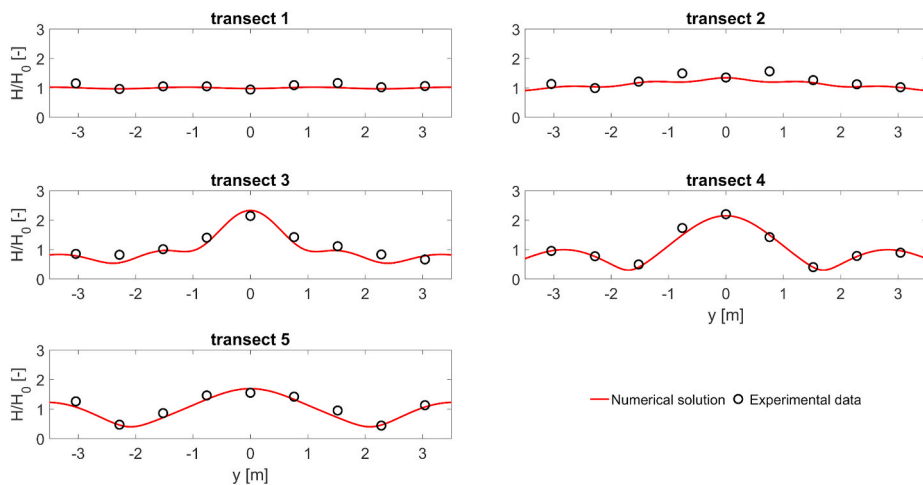 transect 1
H/H₀ [-]
3
2
1
0
-3 -2 -1 0 1 2 3
transect 2
3
2
1
0
-3 -2 -1 0 1 2 3
transect 3
H/H₀ [-]
3
2
1
0
-3 -2 -1 0 1 2 3
transect 4
3
2
1
0
-3 -2 -1 0 1 2 3
y [m]
transect 5
H/H₀ [-]
3
2
1
0
-3 -2 -1 0 1 2 3
y [m]
Numerical solution Experimental data